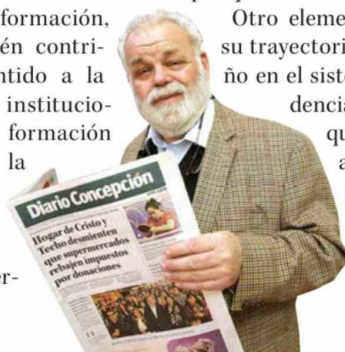 formación,
én contri-
ntido a la
institucio-
formación
la
er-
Otro eleme
su trayectori
ño en el siste
dencia
qu
a
Diario Concepción
Hogar de Cristo y
Techo desmienten
que supermercados
rebajen impuestos
por donaciones